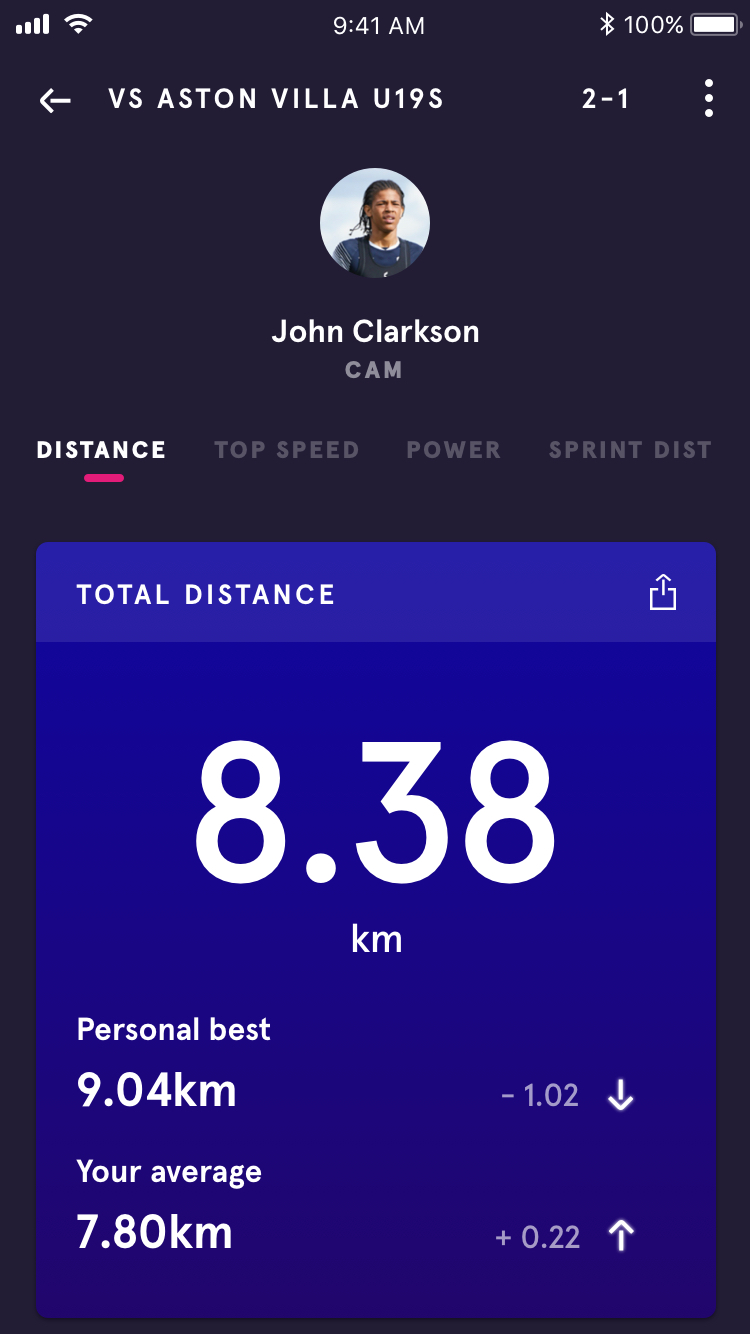 9:41 AM 100%
VS ASTON VILLA U19S 2-1
John Clarkson
CAM
DISTANCE TOP SPEED POWER SPRINT DIST
TOTAL DISTANCE
8.38
km
Personal best
9.04km – 1.02
Your average
7.80km + 0.22